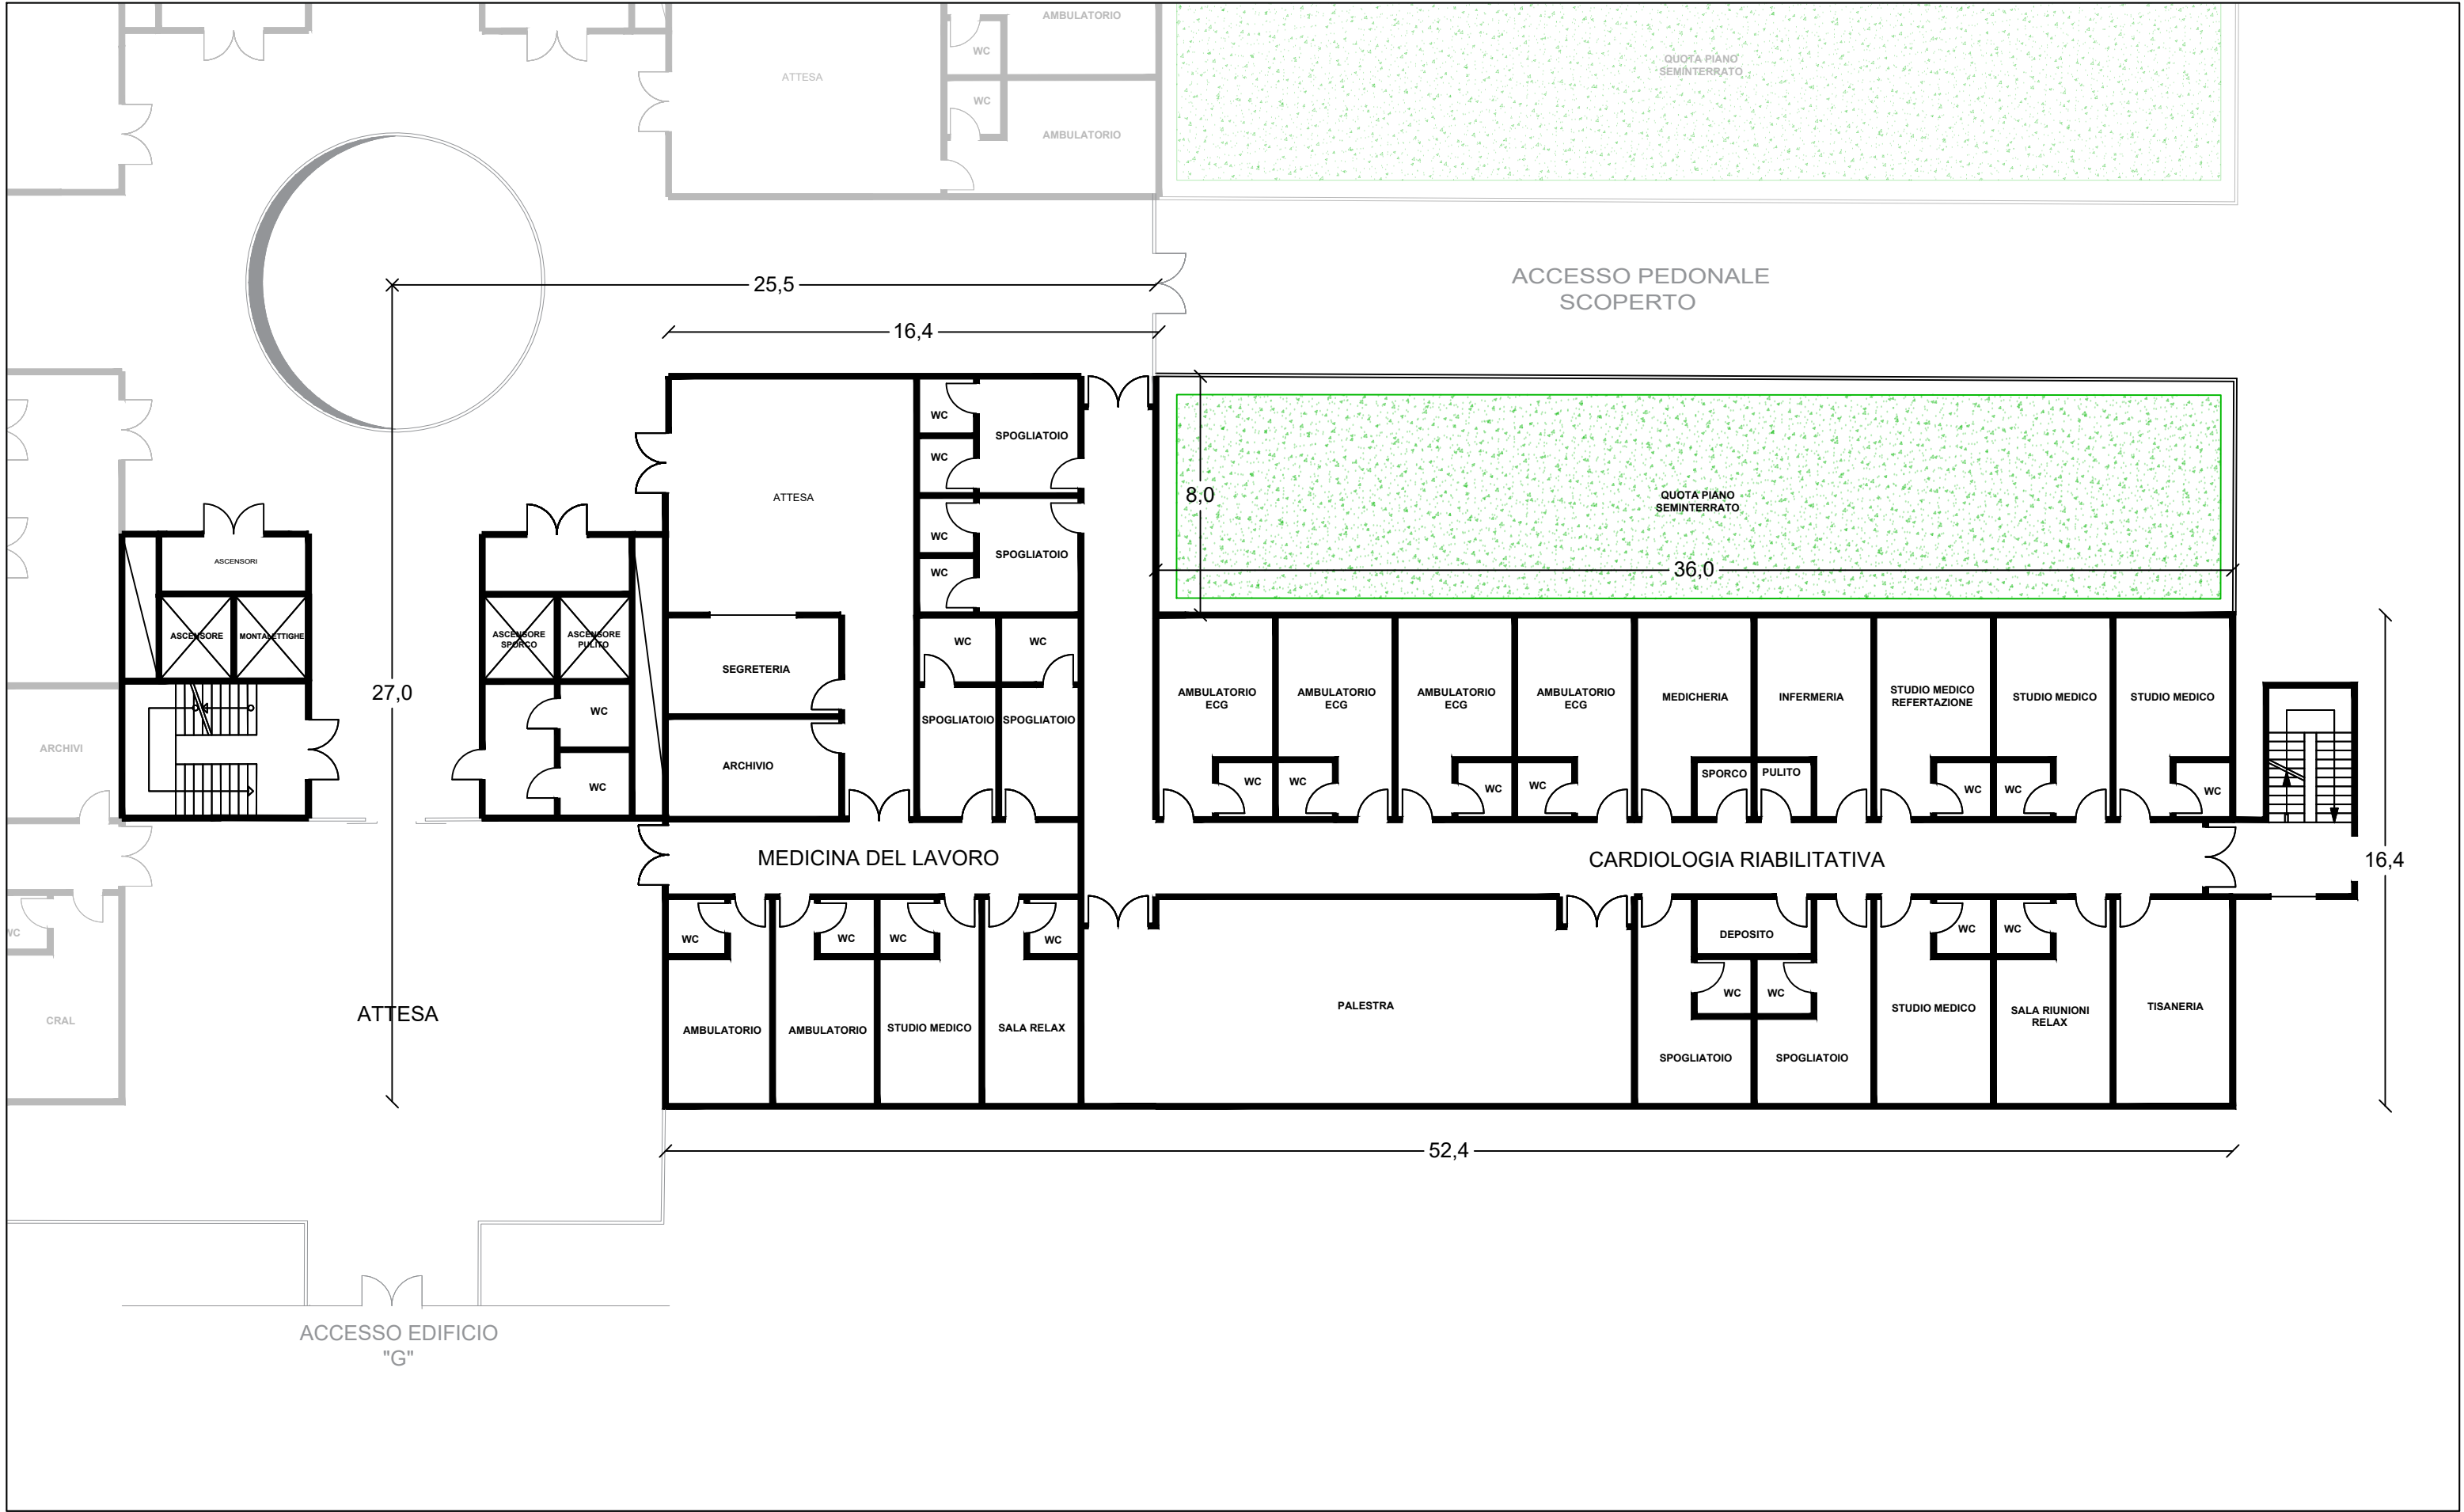 AMBULATORIO
WC
ATTESA
WC
AMBULATORIO
QUOTA PIANO
SEMINTERRATO
25,5
ACCESSO PEDONALE
SCOPERTO
16,4
WC
SPOGLIATOIO
WC
ATTESA
8,0
QUOTA PIANO
SEMINTERRATO
WC
SPOGLIATOIO
WC
36,0
ASCENSORI
ASCENSORE
MONTALETTIGHE
ASCENSORE
SPORCO
ASCENSORE
PULITO
WC
WC
SEGRETERIA
27,0
WC
SPOGLIATOIO
SPOGLIATOIO
AMBULATORIO
ECG
AMBULATORIO
ECG
AMBULATORIO
ECG
AMBULATORIO
ECG
MEDICHERIA
INFERMERIA
STUDIO MEDICO
REFERTAZIONE
STUDIO MEDICO
STUDIO MEDICO
ARCHIVI
ARCHIVIO
WC
WC
WC
WC
WC
SPORCO
PULITO
WC
WC
WC
MEDICINA DEL LAVORO
CARDIOLOGIA RIABILITATIVA
16,4
WC
WC
WC
WC
WC
DEPOSITO
WC
WC
WC
WC
ATTESA
CRAL
AMBULATORIO
AMBULATORIO
STUDIO MEDICO
SALA RELAX
PALESTRA
SPOGLIATOIO
SPOGLIATOIO
STUDIO MEDICO
SALA RIUNIONI
RELAX
TISANERIA
52,4
ACCESSO EDIFICIO
"G"